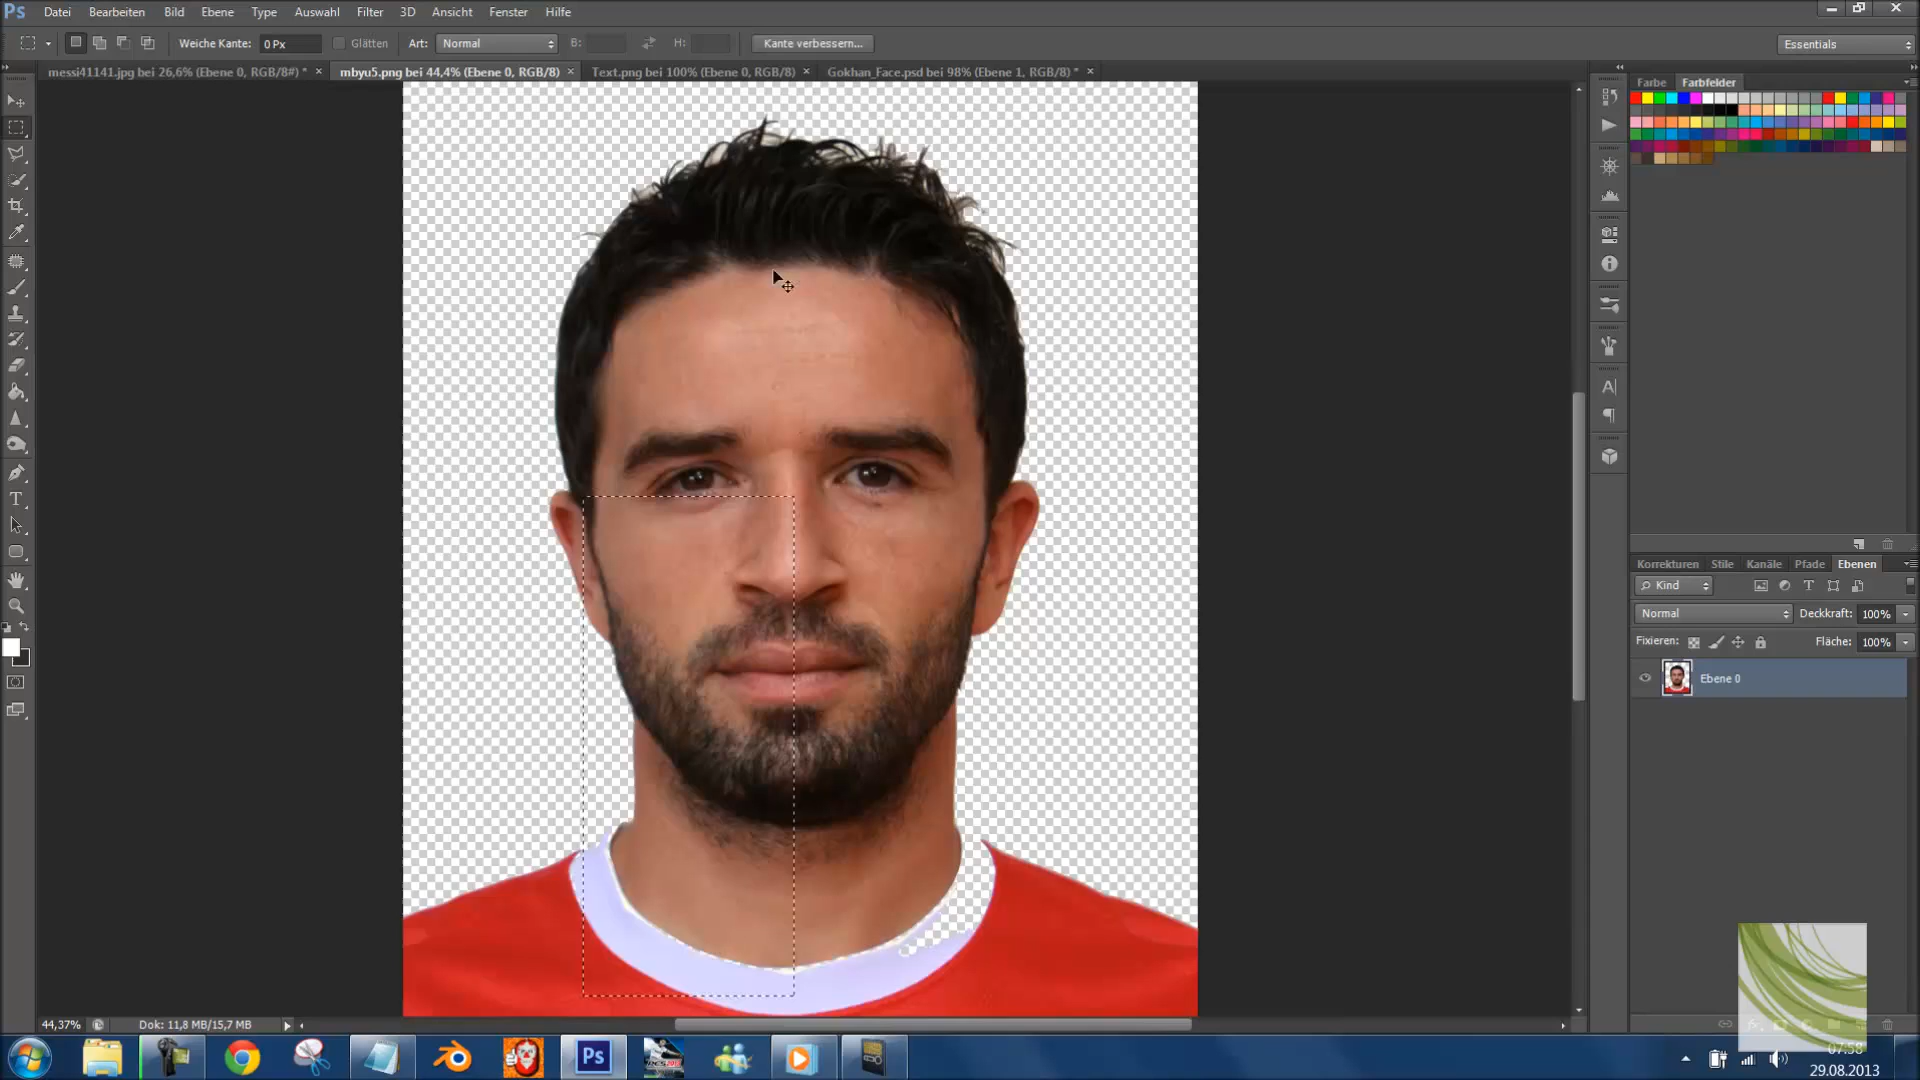 Ps Datei Bearbeiten Bild Ebene Type Auswahl Filter 3D Ansicht Fenster Hilfe
Weiche Kante: 0 Px Glätten Art: Normal B: H: Kante verbessern... Essentials
messi41141.jpg bei 26,6% (Ebene 0, RGB/8#) * × mbyu5.png bei 44,4% (Ebene 0, RGB/8) × Text.png bei 100% (Ebene 0, RGB/8) × Gokhan_Face.psd bei 98% (Ebene 1, RGB/8) * ×
Farbe Farbfelder
Korrekturen Stile Kanäle Pfade Ebenen
Kind
Normal Deckkraft: 100%
Fixieren: Fläche: 100%
Ebene 0
44,37% Dok: 11,8 MB/15,7 MB
Ps
07:58
29.08.2013